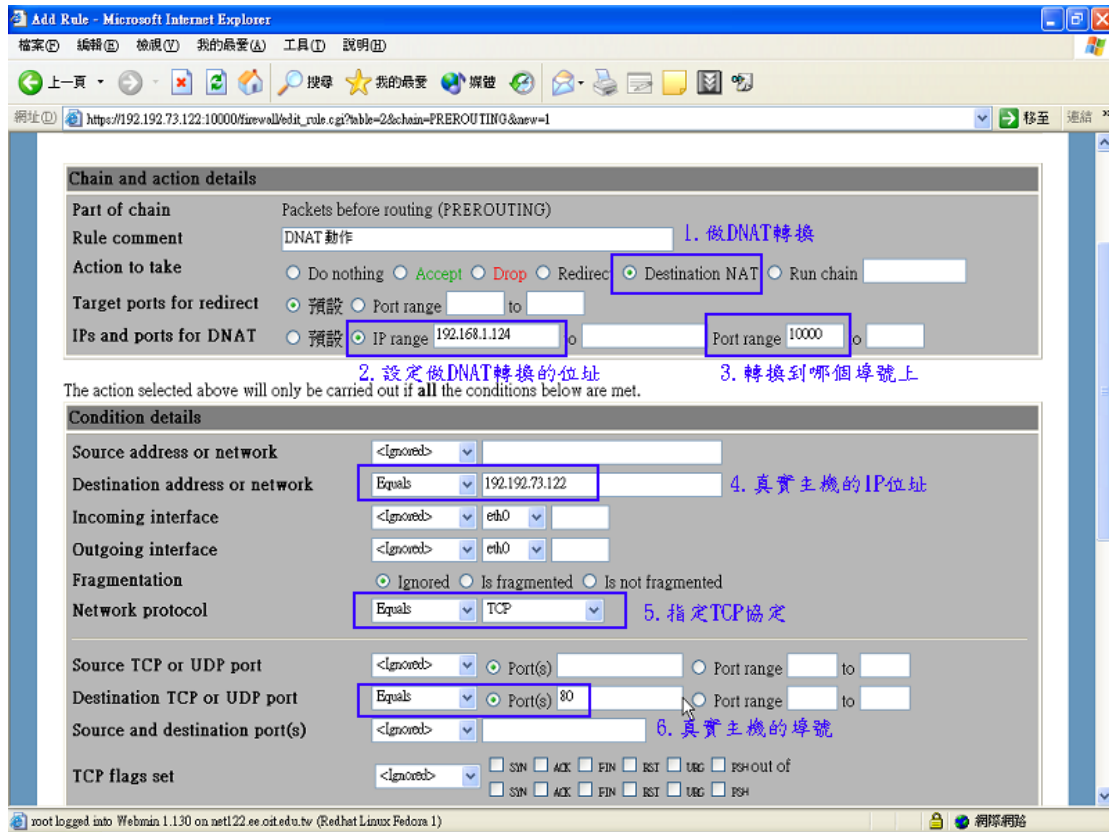 Add Rule - Microsoft Internet Explorer
檔案(F) 編輯(E) 檢視(V) 我的最愛(A) 工具(T) 說明(H)
上一頁 搜尋 我的最愛 媒體
網址(D) https://192.192.73.122:10000/firewall/edit_rule.cgi?table=2&chain=PREROUTING&new=1 移至 連結 »
Chain and action details
Part of chain Packets before routing (PREROUTING)
Rule comment DNAT動作 1. 做DNAT轉換
Action to take Do nothing Accept Drop Redirect Destination NAT Run chain
Target ports for redirect 預設 Port range to
IPs and ports for DNAT 預設 IP range 192.168.1.124 o Port range 10000 o
2. 設定做DNAT轉換的位址 3. 轉換到哪個埠號上
The action selected above will only be carried out if all the conditions below are met.
Condition details
Source address or network <Ignored>
Destination address or network Equals 192.192.73.122 4. 真實主機的IP位址
Incoming interface <Ignored> eth0
Outgoing interface <Ignored> eth0
Fragmentation Ignored Is fragmented Is not fragmented
Network protocol Equals TCP 5. 指定TCP協定
Source TCP or UDP port <Ignored> Port(s) Port range to
Destination TCP or UDP port Equals Port(s) 80 Port range to
Source and destination port(s) <Ignored> 6. 真實主機的埠號
TCP flags set <Ignored> SYN ACK FIN RST URG PSH out of
SYN ACK FIN RST URG PSH
root logged into Webmin 1.130 on net122.ee.oit.edu.tw (Redhat Linux Fedora 1) 網際網路